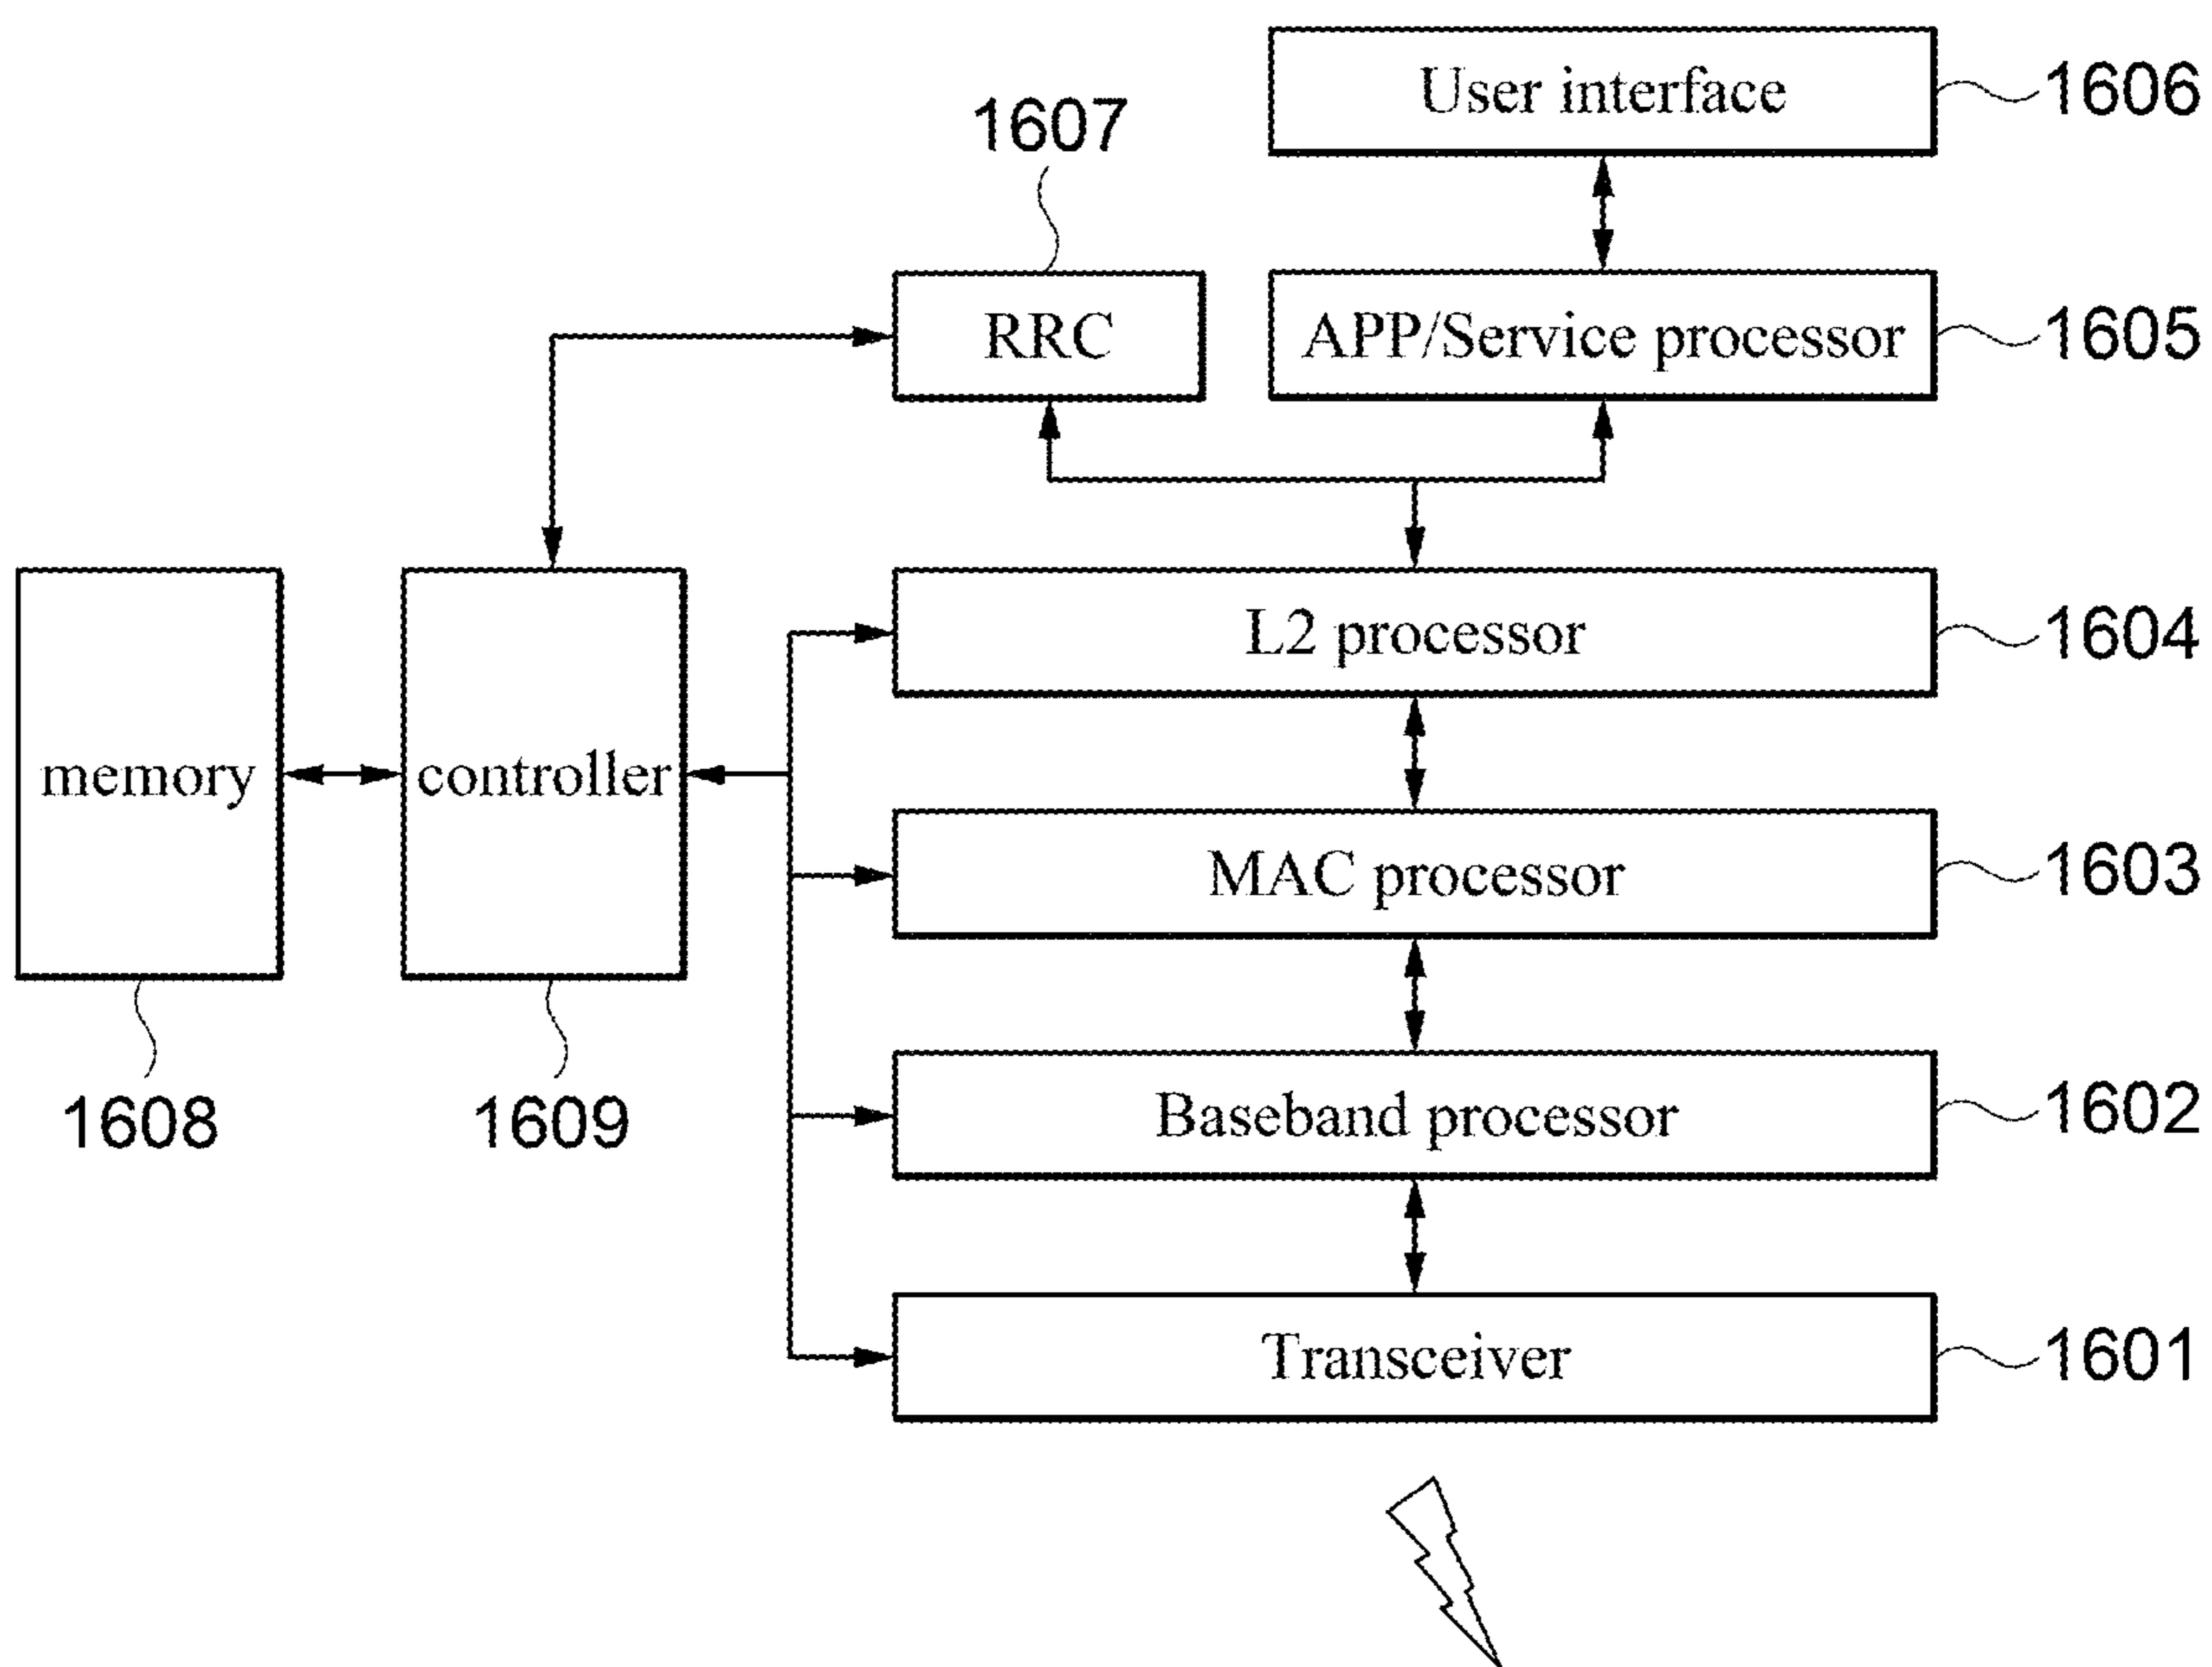 User interface
1606
1607
RRC
APP/Service processor
1605
L2 processor
1604
memory
controller
MAC processor
1603
1608
1609
Baseband processor
1602
Transceiver
1601